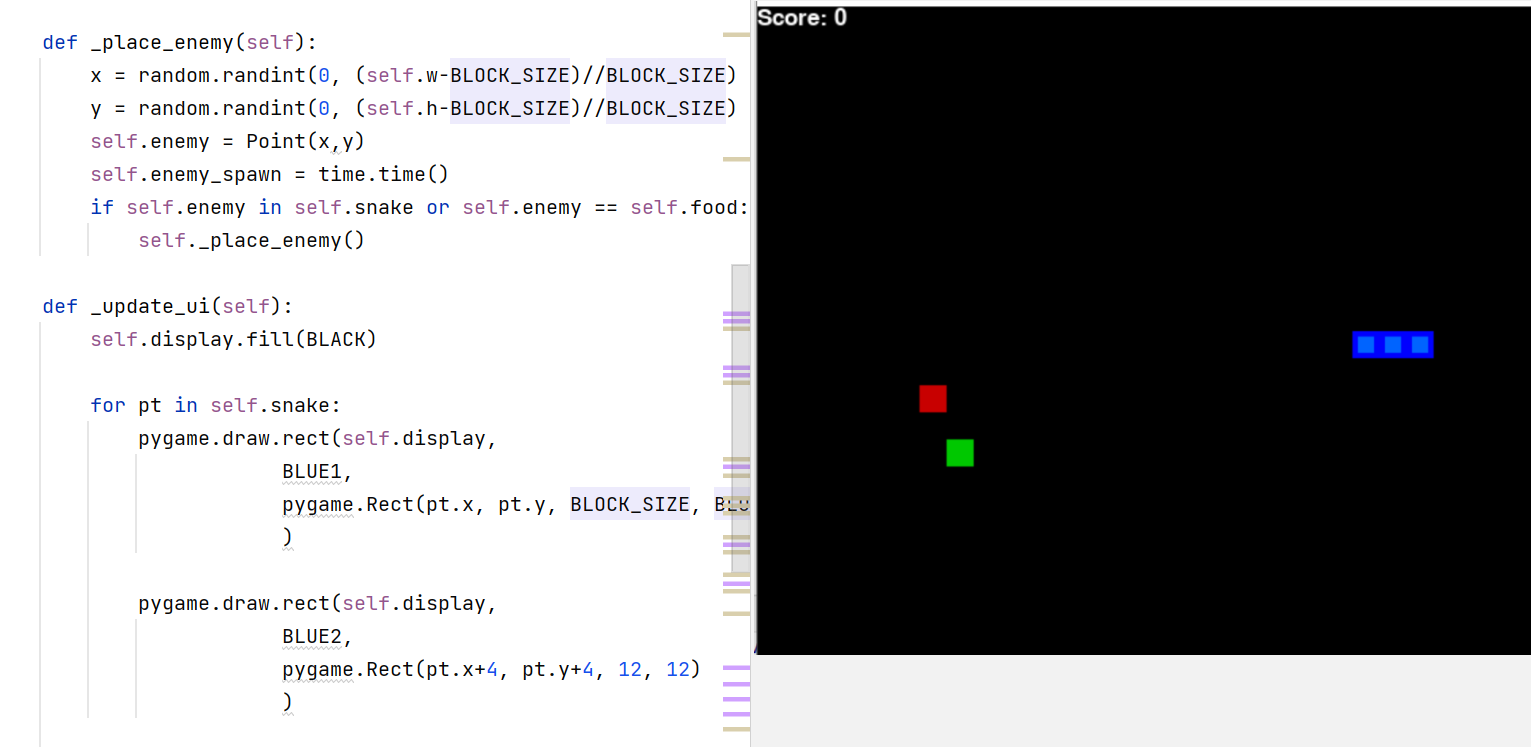 def _place_enemy(self):
x = random.randint(0, (self.w-BLOCK_SIZE)//BLOCK_SIZE)
y = random.randint(0, (self.h-BLOCK_SIZE)//BLOCK_SIZE)
self.enemy = Point(x,y)
self.enemy_spawn = time.time()
if self.enemy in self.snake or self.enemy == self.food:
self._place_enemy()
def _update_ui(self):
self.display.fill(BLACK)
for pt in self.snake:
pygame.draw.rect(self.display,
BLUE1,
pygame.Rect(pt.x, pt.y, BLOCK_SIZE,
)
pygame.draw.rect(self.display,
BLUE2,
pygame.Rect(pt.x+4, pt.y+4, 12, 12)
)
Score: 0